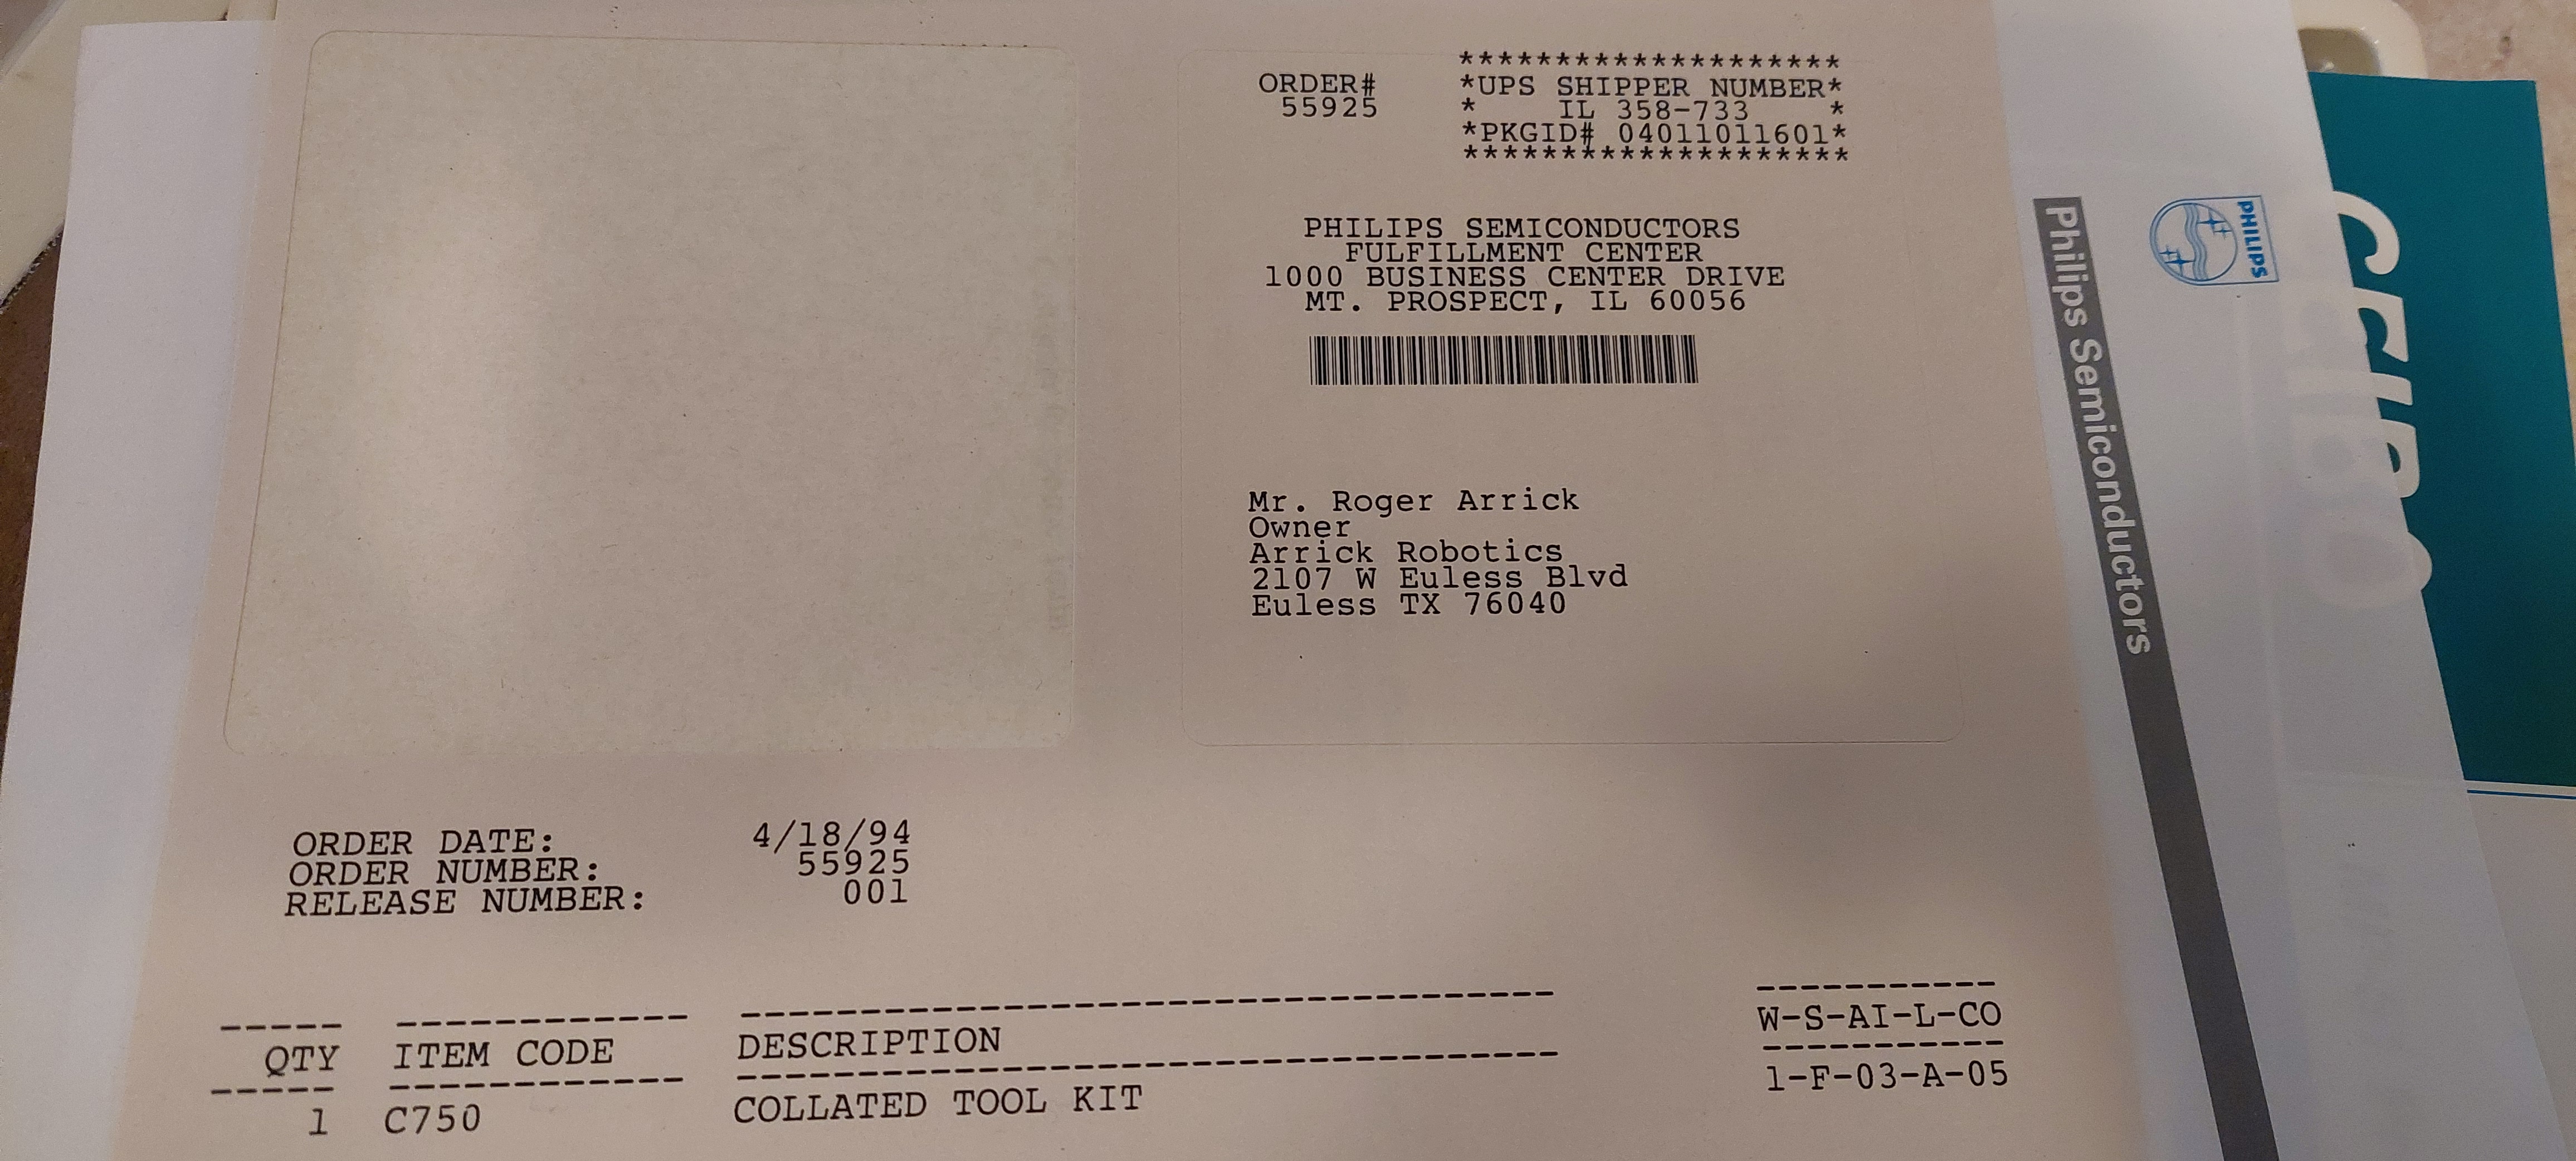 ORDER#
55925
********************
*UPS SHIPPER NUMBER*
* IL 358-733 *
*PKGID# 04011011601*
********************
PHILIPS SEMICONDUCTORS
FULFILLMENT CENTER
1000 BUSINESS CENTER DRIVE
MT. PROSPECT, IL 60056
Mr. Roger Arrick
Owner
Arrick Robotics
2107 W Euless Blvd
Euless TX 76040
ORDER DATE: 4/18/94
ORDER NUMBER: 55925
RELEASE NUMBER: 001
QTY ITEM CODE DESCRIPTION W-S-AI-L-CO
1 C750 COLLATED TOOL KIT 1-F-03-A-05
Philips Semiconductors
PHILIPS